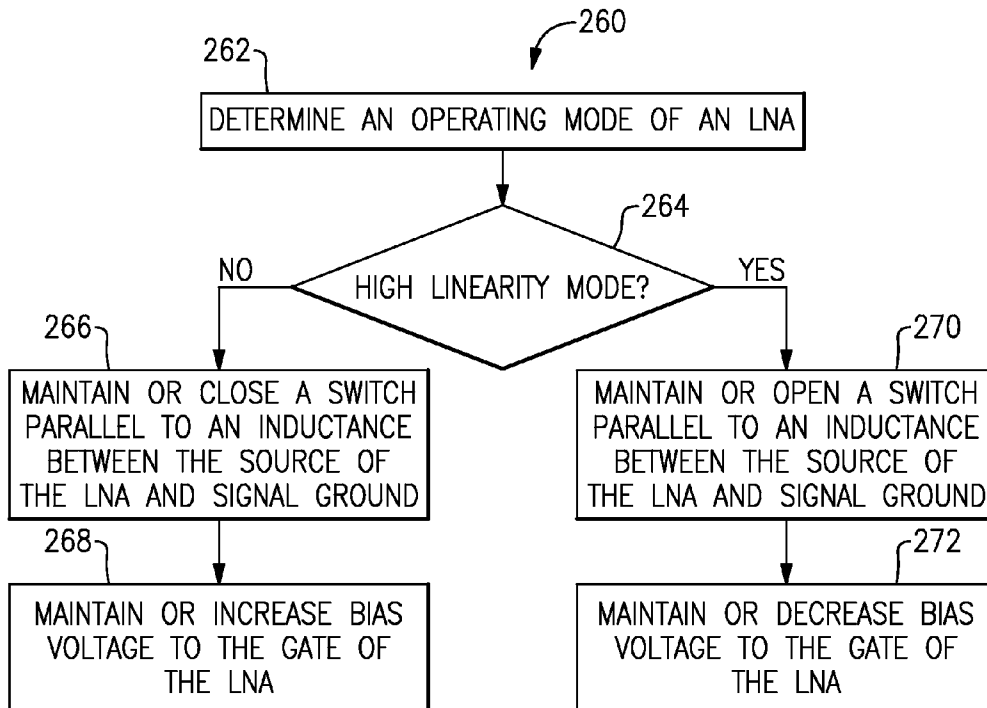 260
262
DETERMINE AN OPERATING MODE OF AN LNA
264
HIGH LINEARITY MODE?
NO
YES
266
MAINTAIN OR CLOSE A SWITCH
PARALLEL TO AN INDUCTANCE
BETWEEN THE SOURCE OF
THE LNA AND SIGNAL GROUND
270
MAINTAIN OR OPEN A SWITCH
PARALLEL TO AN INDUCTANCE
BETWEEN THE SOURCE OF
THE LNA AND SIGNAL GROUND
268
MAINTAIN OR INCREASE BIAS
VOLTAGE TO THE GATE OF
THE LNA
272
MAINTAIN OR DECREASE BIAS
VOLTAGE TO THE GATE OF
THE LNA